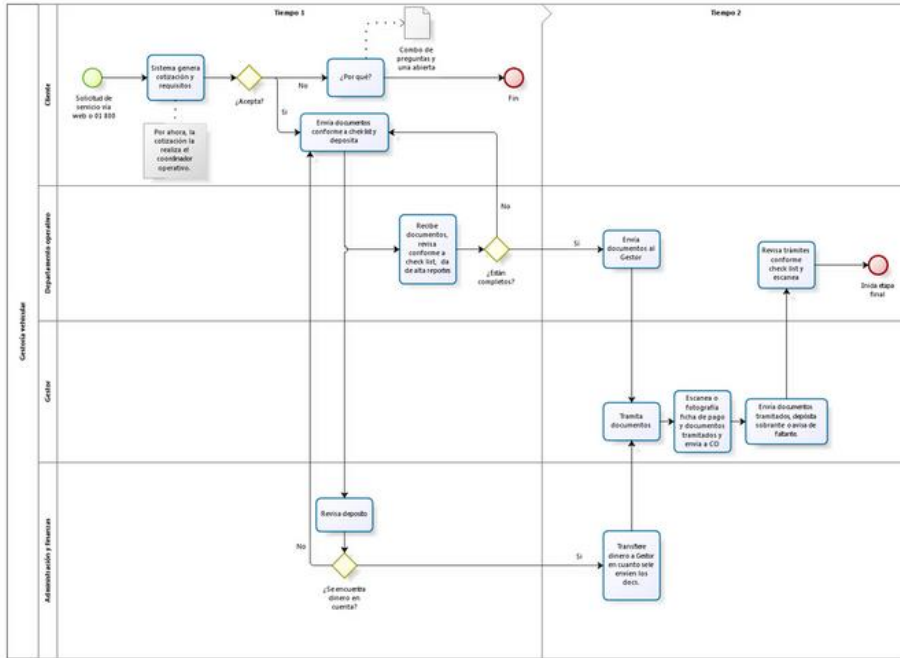 Tiempo 1
Tiempo 2
Gestoría vehicular
Cliente
Solicitud de
servicio vía
web o 01 800
Sistema genera
cotización y
requisitos
Por ahora, la
cotización la
realiza el
coordinador
operativo.
¿Acepta?
No
Si
¿Por qué?
Combo de
preguntas y
una abierta
Fin
Envía documentos
conforme a check list y
deposita
No
Departamento operativo
Recibe
documentos,
revisa
conforme a
check list, da
de alta reportes
¿Están
completos?
Si
Envía
documentos al
Gestor
Revisa trámites
conforme
check list y
escanea
Inicia etapa
final
Gestor
Tramita
documentos
Escanea o
fotografía
ficha de pago
y documentos
tramitados y
envía a CO
Envía documentos
tramitados, depósita
sobrante o avisa de
faltante.
Administración y finanzas
Revisa deposito
No
¿Se encuentra
dinero en
cuenta?
Si
Transfiere
dinero a Gestor
en cuanto se le
envíen los
docs.